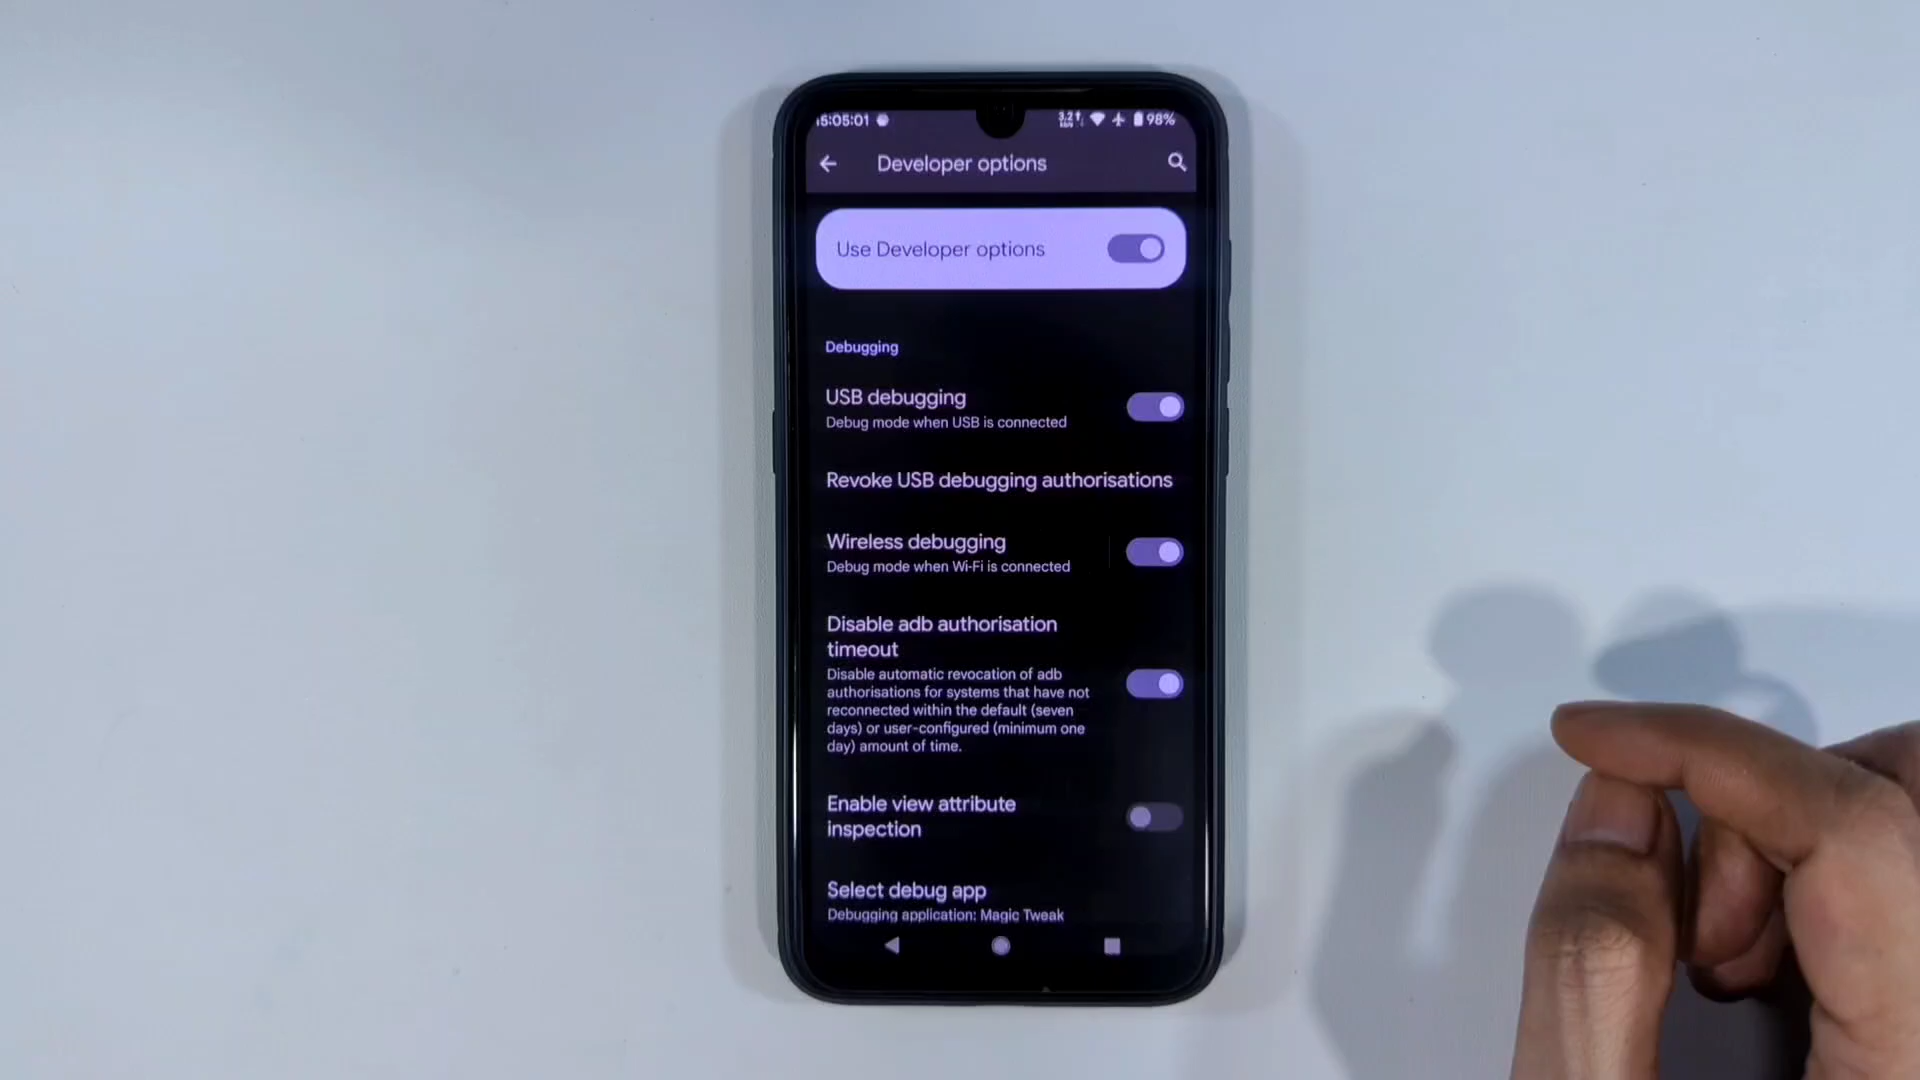 15:05:01 98%
Developer options
Use Developer options
Debugging
USB debugging
Debug mode when USB is connected
Revoke USB debugging authorisations
Wireless debugging
Debug mode when Wi-Fi is connected
Disable adb authorisation
timeout
Disable automatic revocation of adb
authorisations for systems that have not
reconnected within the default (seven
days) or user-configured (minimum one
day) amount of time.
Enable view attribute
inspection
Select debug app
Debugging application: Magic Tweak